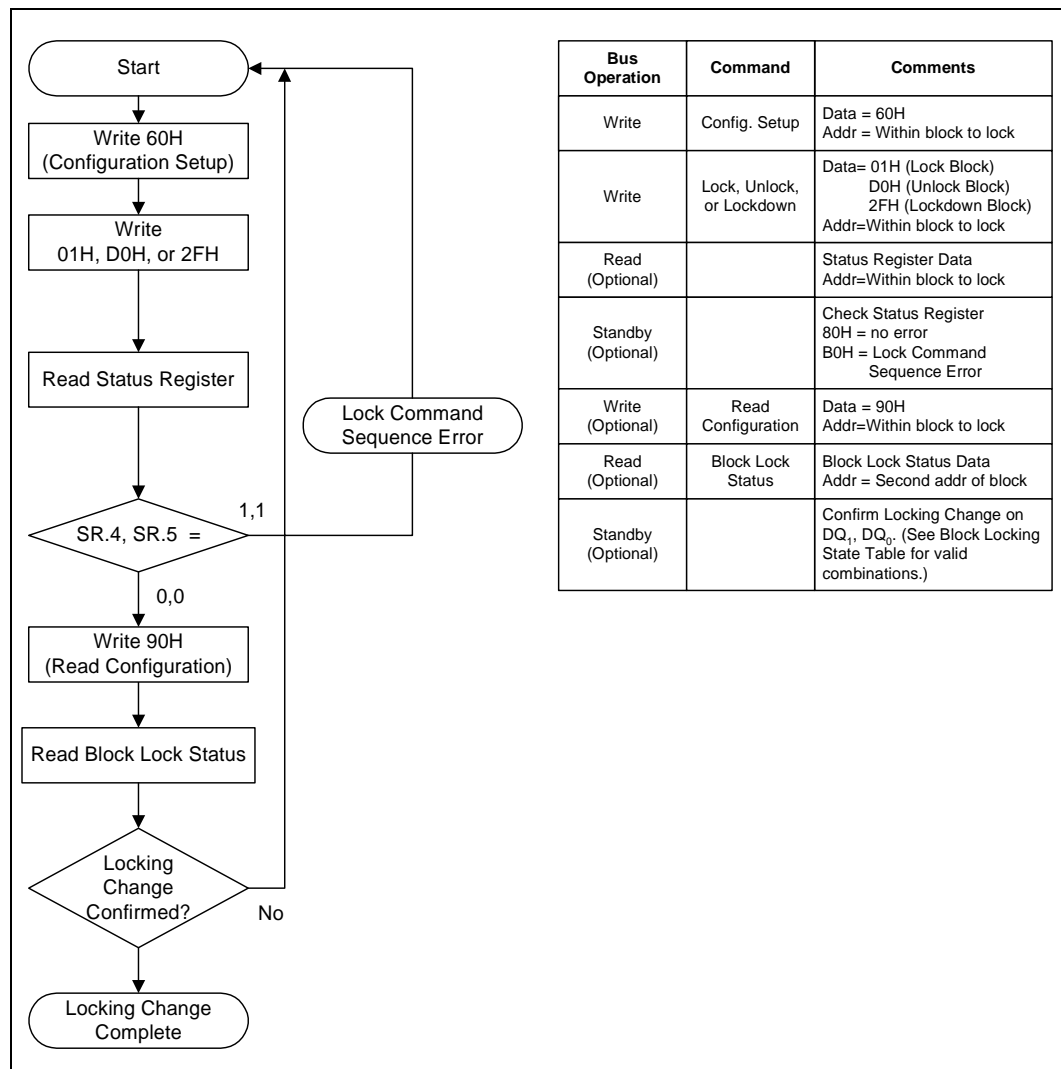 Start
Write 60H
(Configuration Setup)
Write
01H, D0H, or 2FH
Read Status Register
Lock Command
Sequence Error
1,1
SR.4, SR.5 =
0,0
Write 90H
(Read Configuration)
Read Block Lock Status
Locking
Change
Confirmed?
No
Locking Change
Complete
Bus
Operation
Command
Comments
Write
Config. Setup
Data = 60H
Addr = Within block to lock
Write
Lock, Unlock,
or Lockdown
Data= 01H (Lock Block)
D0H (Unlock Block)
2FH (Lockdown Block)
Addr=Within block to lock
Read
(Optional)
Status Register Data
Addr=Within block to lock
Standby
(Optional)
Check Status Register
80H = no error
B0H = Lock Command
Sequence Error
Write
(Optional)
Read
Configuration
Data = 90H
Addr=Within block to lock
Read
(Optional)
Block Lock
Status
Block Lock Status Data
Addr = Second addr of block
Standby
(Optional)
Confirm Locking Change on
DQ₁, DQ₀. (See Block Locking
State Table for valid
combinations.)